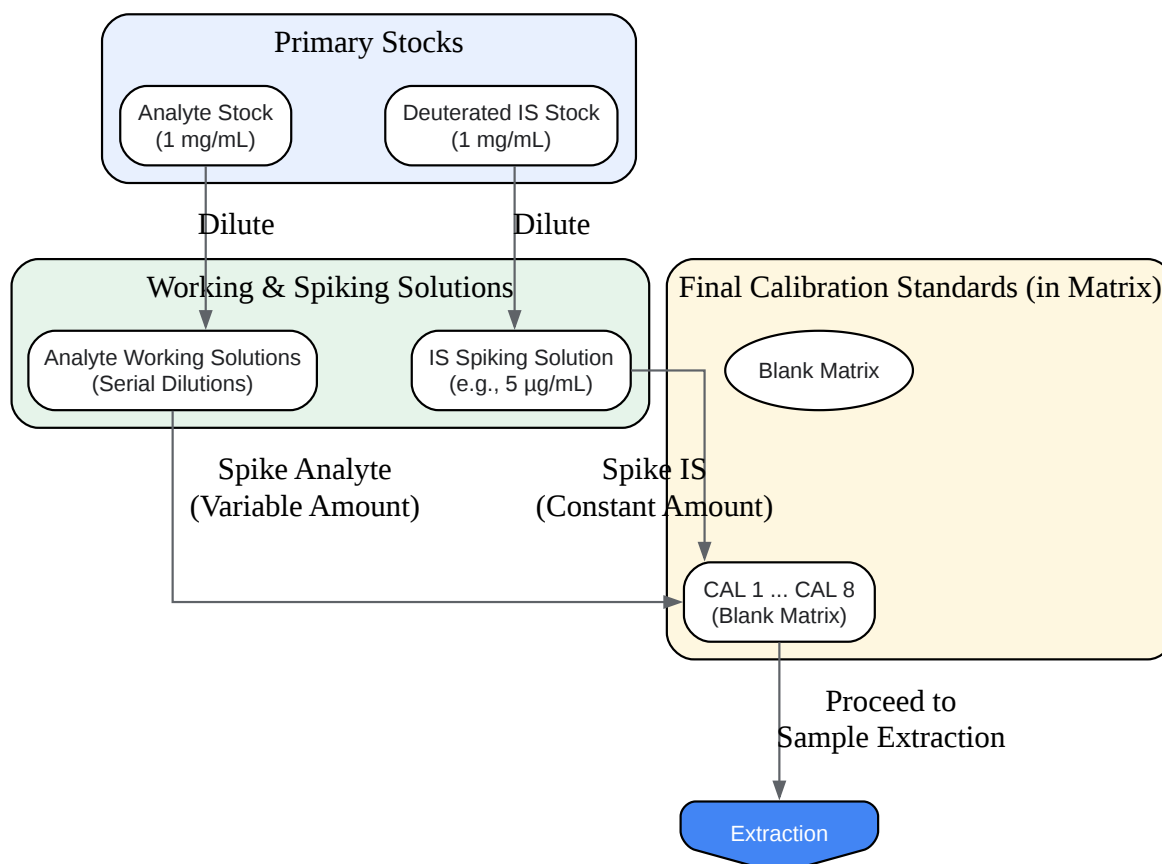 Primary Stocks
Analyte Stock
(1 mg/mL)
Deuterated IS Stock
(1 mg/mL)
Dilute
Dilute
Working & Spiking Solutions
Analyte Working Solutions
(Serial Dilutions)
IS Spiking Solution
(e.g., 5 µg/mL)
Final Calibration Standards (in Matrix)
Blank Matrix
Spike Analyte
(Variable Amount)
Spike IS
(Constant Amount)
CAL 1 ... CAL 8
(Blank Matrix)
Proceed to
Sample Extraction
Extraction